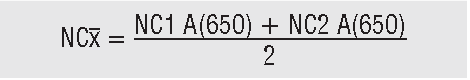 NCx̅ = NC1 A(650) + NC2 A(650)
2